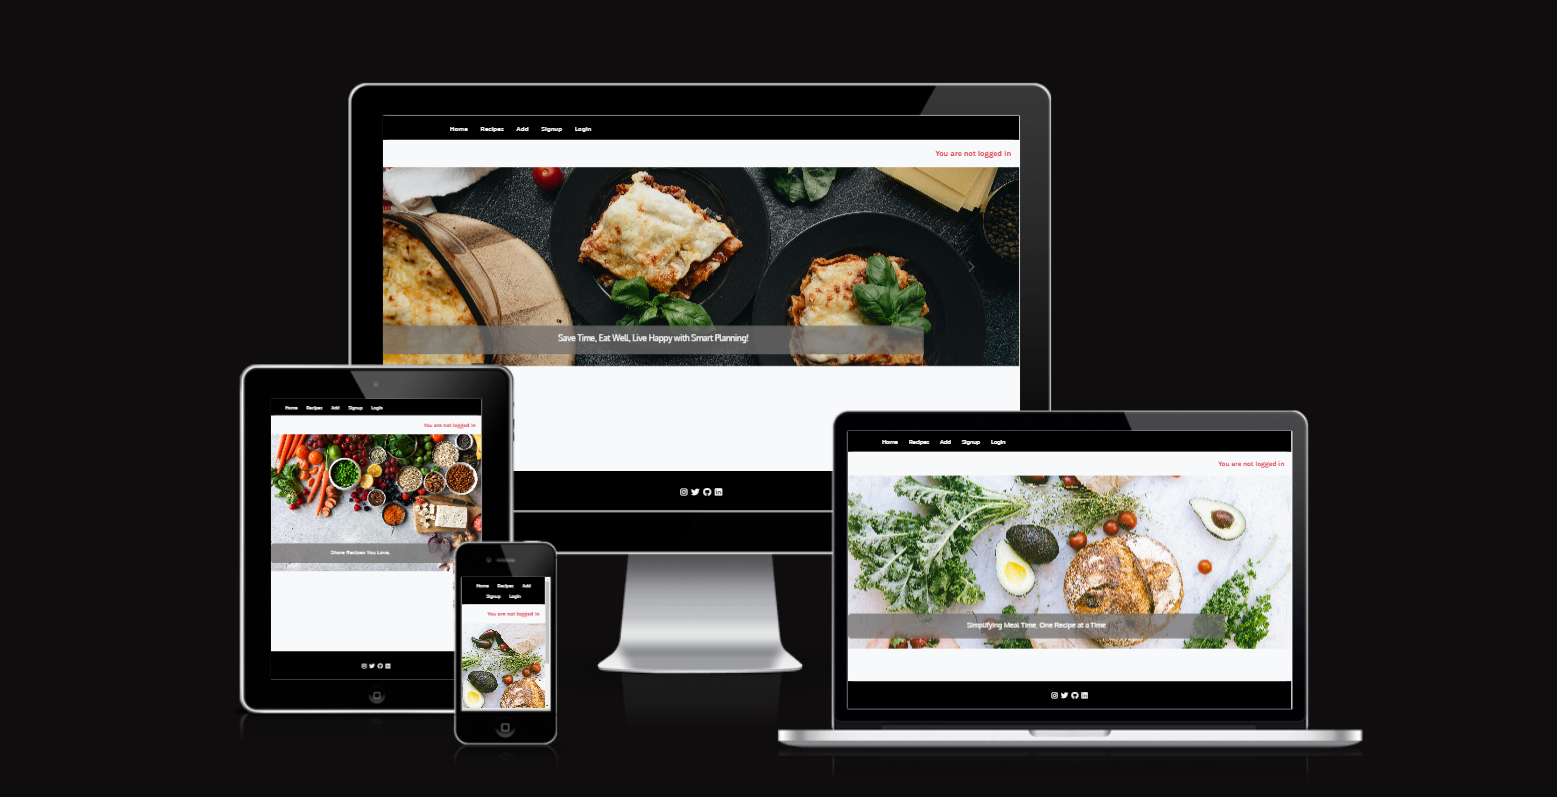 Home Recipes Add Signup Login
You are not logged in
Save Time, Eat Well, Live Happy with Smart Planning!
Home Recipes Add Signup Login
You are not logged in
Share Recipes You Love.
Home Recipes Add
Signup Login
You are not logged in
Home Recipes Add Signup Login
You are not logged in
Simplifying Meal Time, One Recipe at a Time